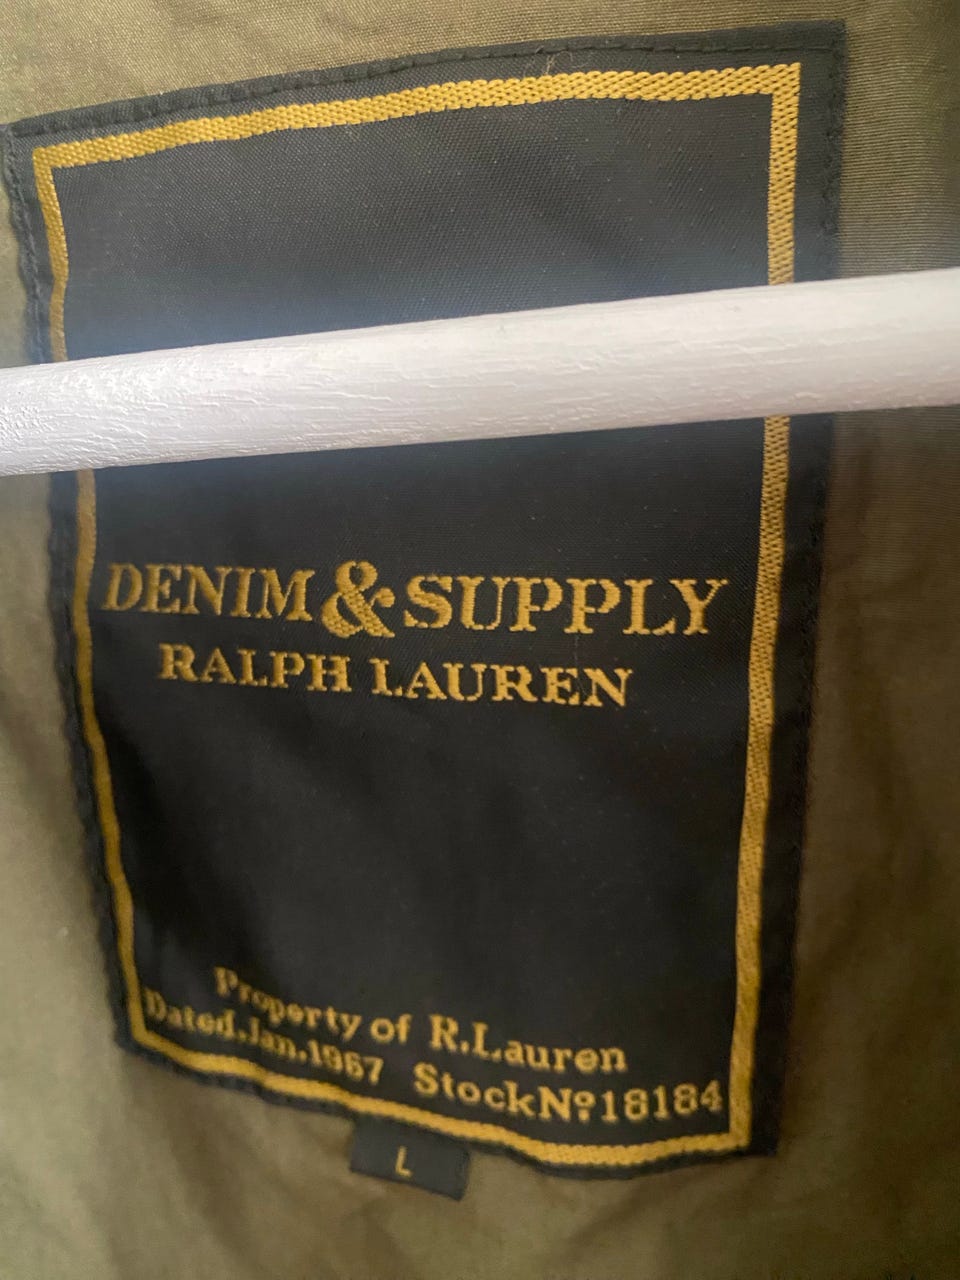 DENIM & SUPPLY
RALPH LAUREN
Property of R.Lauren
Dated.Jan.1967 StockNº18184
L